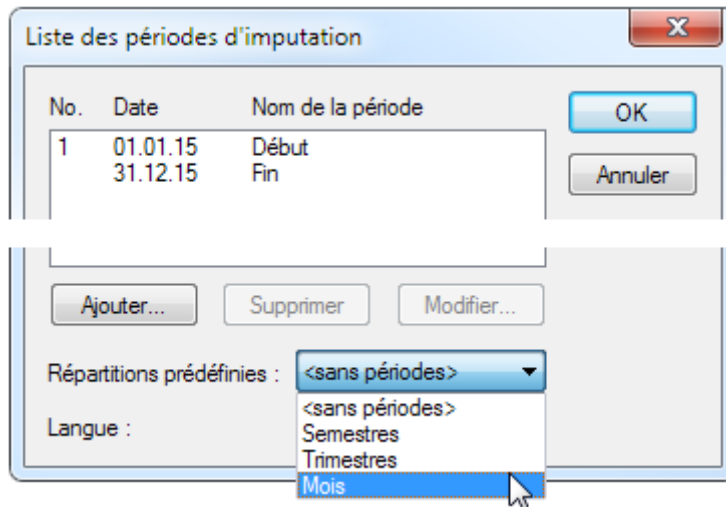 Liste des périodes d'imputation
No. Date Nom de la période
1 01.01.15 Début
31.12.15 Fin
OK
Annuler
Ajouter... Supprimer Modifier...
Répartitions prédéfinies : <sans périodes>
<sans périodes>
Langue :
Semestres
Trimestres
Mois